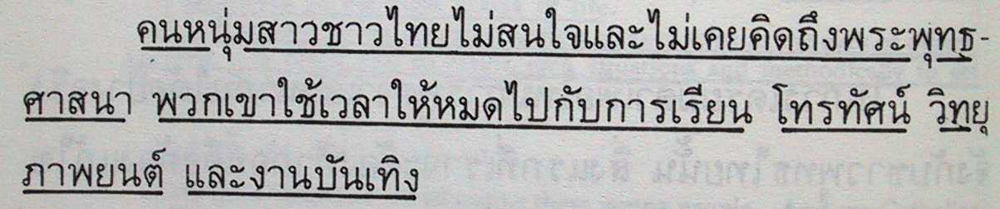 คนหนุ่มสาวชาวไทยไม่สนใจและไม่เคยคิดถึงพระพุทธ-
ศาสนา พวกเขาใช้เวลาให้หมดไปกับการเรียน โทรทัศน์ วิทยุ
ภาพยนต์ และงานบันเทิง